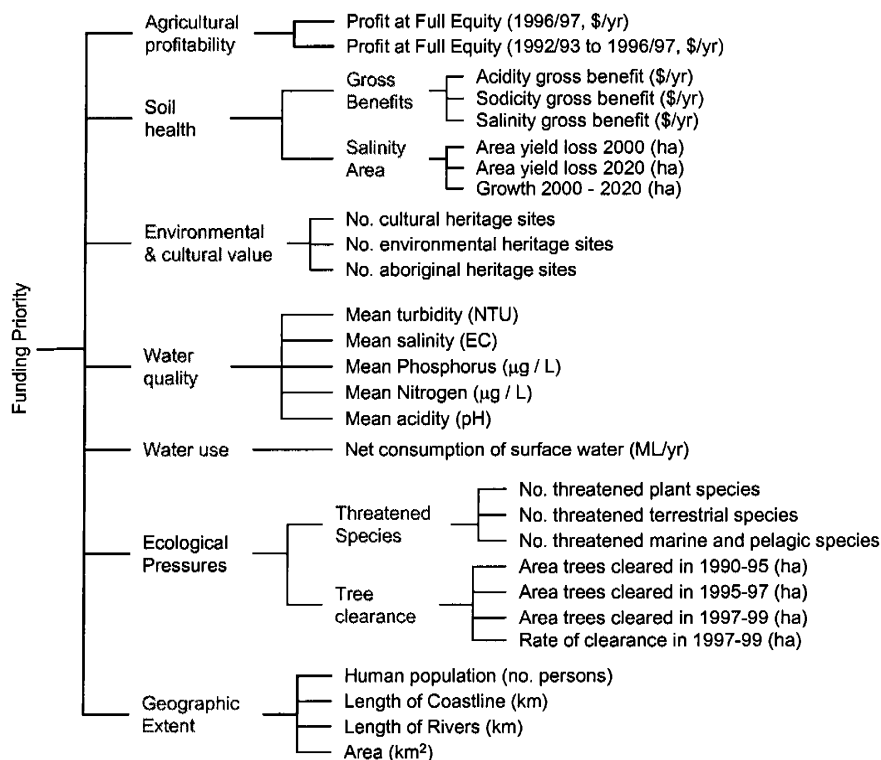 Funding Priority
Agricultural
profitability
Profit at Full Equity (1996/97, $/yr)
Profit at Full Equity (1992/93 to 1996/97, $/yr)
Soil
health
Gross
Benefits
Acidity gross benefit ($/yr)
Sodicity gross benefit ($/yr)
Salinity gross benefit ($/yr)
Salinity
Area
Area yield loss 2000 (ha)
Area yield loss 2020 (ha)
Growth 2000 - 2020 (ha)
Environmental
& cultural value
No. cultural heritage sites
No. environmental heritage sites
No. aboriginal heritage sites
Water
quality
Mean turbidity (NTU)
Mean salinity (EC)
Mean Phosphorus (μg / L)
Mean Nitrogen (μg / L)
Mean acidity (pH)
Water use
Net consumption of surface water (ML/yr)
Ecological
Pressures
Threatened
Species
No. threatened plant species
No. threatened terrestrial species
No. threatened marine and pelagic species
Tree
clearance
Area trees cleared in 1990-95 (ha)
Area trees cleared in 1995-97 (ha)
Area trees cleared in 1997-99 (ha)
Rate of clearance in 1997-99 (ha)
Geographic
Extent
Human population (no. persons)
Length of Coastline (km)
Length of Rivers (km)
Area (km²)